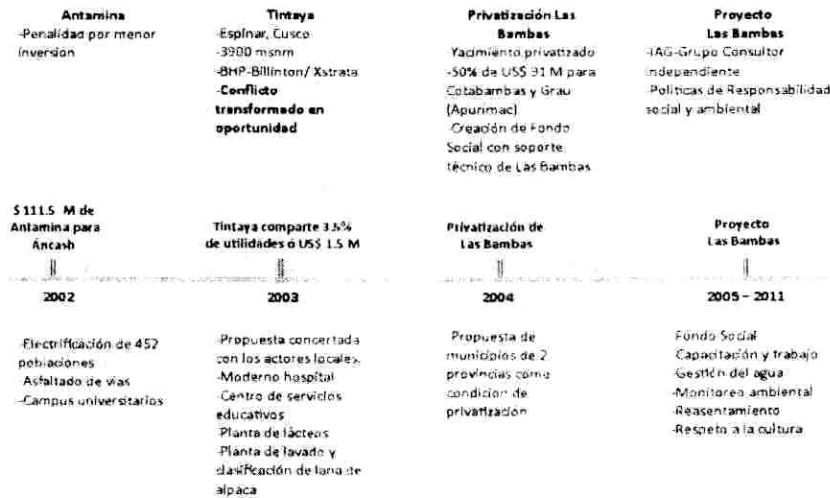 Antamina
-Penalidad por menor
inversión
Tintaya
-Espinar, Cusco
-3900 msnm
-BHP-Billinton/ Xstrata
-Conflicto
transformado en
oportunidad
Privatización Las
Bambas
-Yacimiento privatizado
-50% de US$ 91 M para
Cotabambas y Grau
(Apurimac)
-Creación de Fondo
Social con soporte
técnico de Las Bambas
Proyecto
Las Bambas
-IAG-Grupo Consultor
Independiente
-Politicas de Responsabilidad
social y ambiental
$ 111.5 M de
Antamina para
Áncash
Tintaya comparte 3.5%
de utilidades ó US$ 1.5 M
Privatización de
Las Bambas
Proyecto
Las Bambas
2002
2003
2004
2005 – 2011
-Electrificación de 457
poblaciones
-Asfaltado de vías
-Campus universitarios
-Propuesta concertada
con los actores locales.
-Moderno hospital
-Centro de servicios
educativos
-Planta de lácteos
-Planta de lavado y
clasificación de lana de
alpaca
-Propuesta de
municipios de 2
provincias como
condicion de
privatización
Fondo Social
Capacitación y trabajo
-Gestión del agua
-Monitoreo ambiental
-Reasentamiento
-Respeto a la cultura